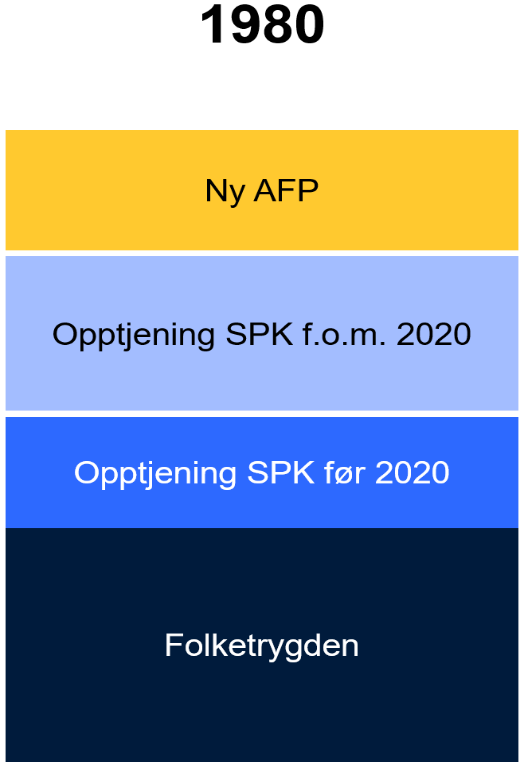 1980
Ny AFP
Opptjening SPK f.o.m. 2020
Opptjening SPK før 2020
Folketrygden